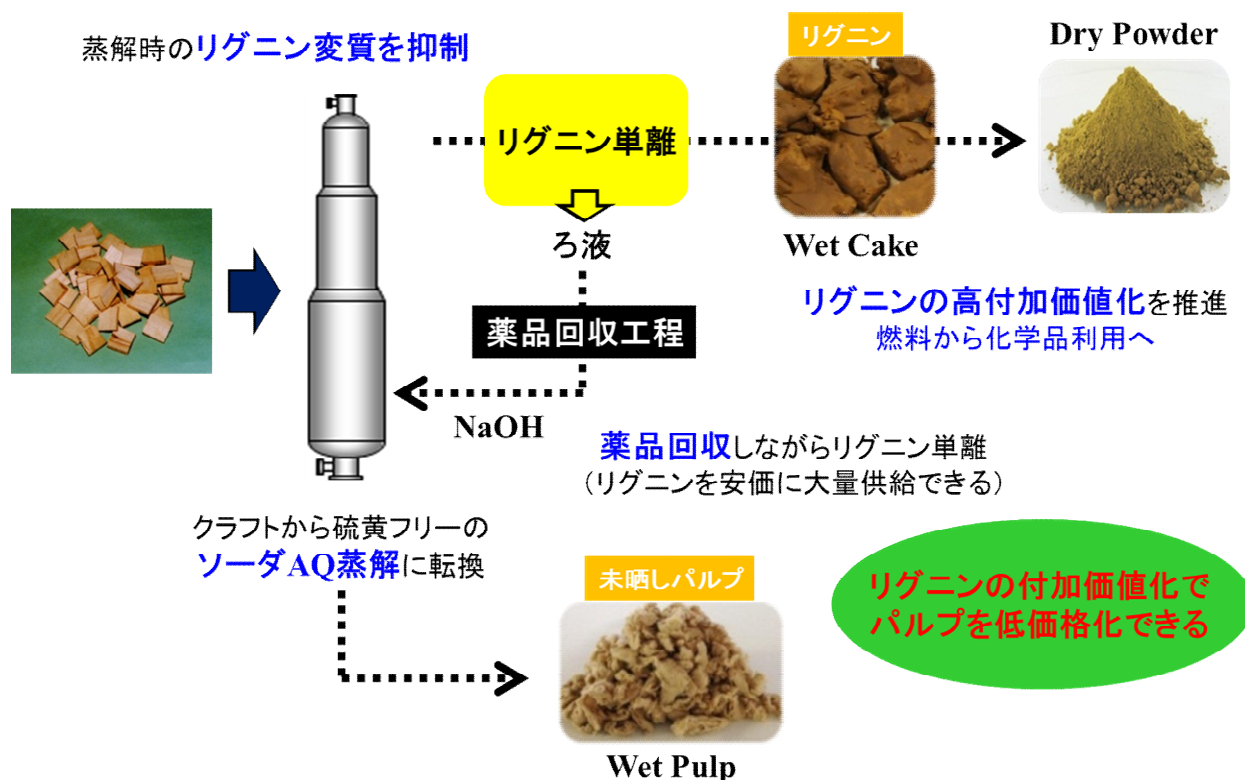 蒸解時のリグニン変質を抑制
リグニン単離
ろ液
薬品回収工程
NaOH
リグニン
Wet Cake
Dry Powder
リグニンの高付加価値化を推進
燃料から化学品利用へ
薬品回収しながらリグニン単離
（リグニンを安価に大量供給できる）
クラフトから硫黄フリーの
ソーダAQ蒸解に転換
未晒しパルプ
Wet Pulp
リグニンの付加価値化で
パルプを低価格化できる